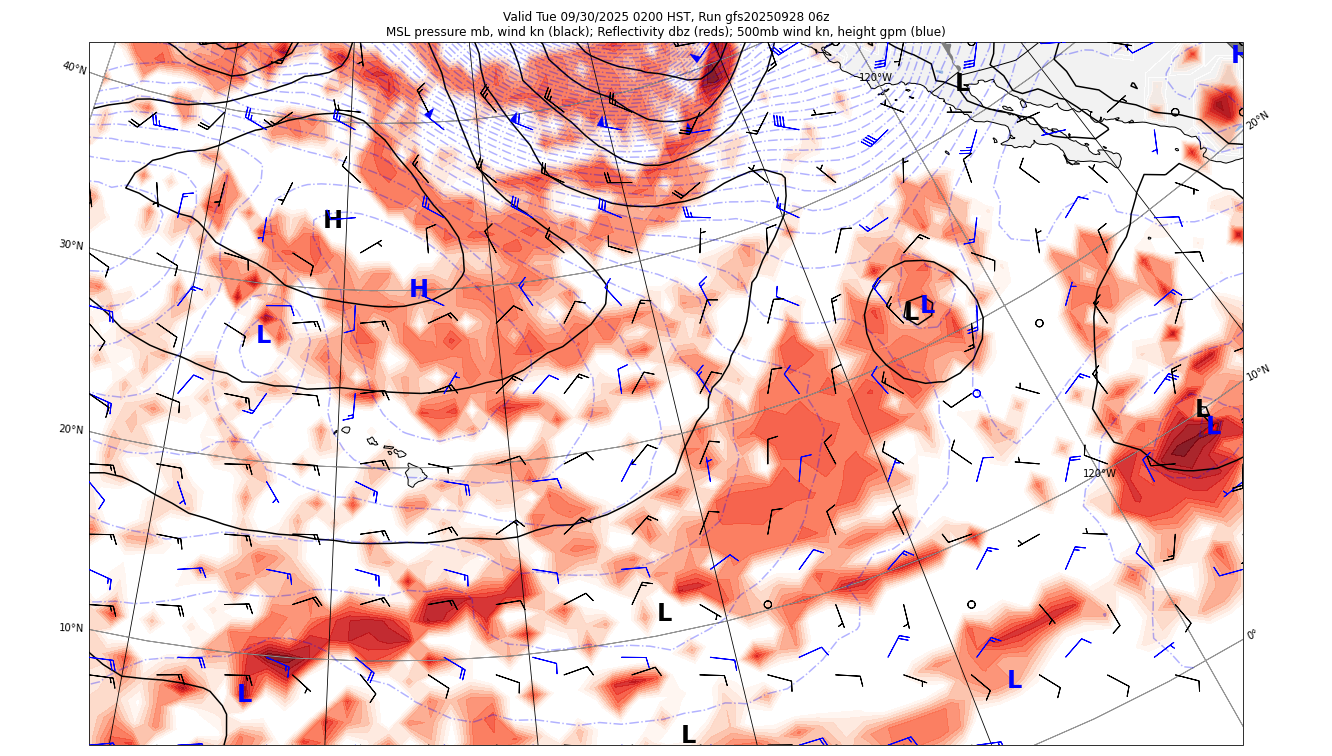 Valid Tue 09/30/2025 0200 HST, Run gfs20250928 06z
MSL pressure mb, wind kn (black); Reflectivity dbz (reds); 500mb wind kn, height gpm (blue)
H
40°N
120°W
L
20°N
H
30°N
H
L
L
L
10°N
L
L
20°N
120°W
L
10°N
0°
L
L
L